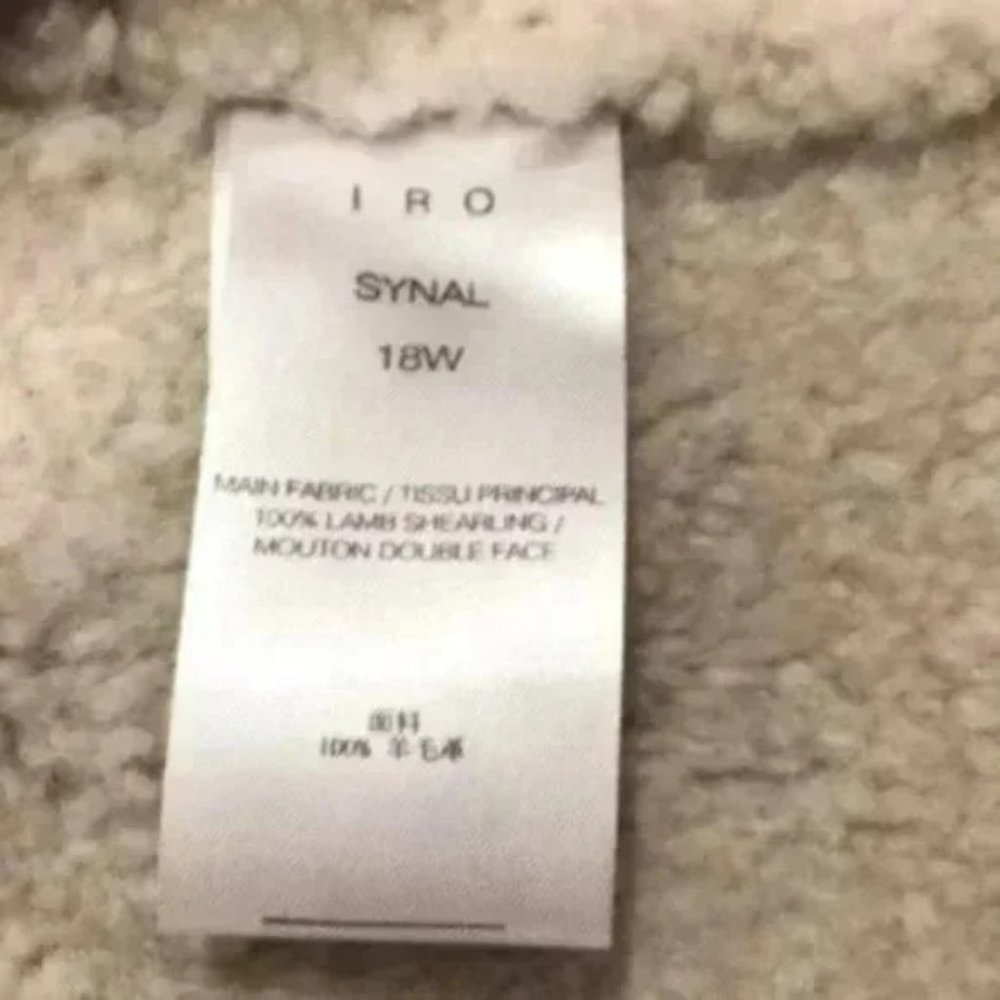 IRO
SYNAL
18W
MAIN FABRIC / TISSU PRINCIPAL
100% LAMB SHEARLING /
MOUTON DOUBLE FACE
面料
100% 羊毛革